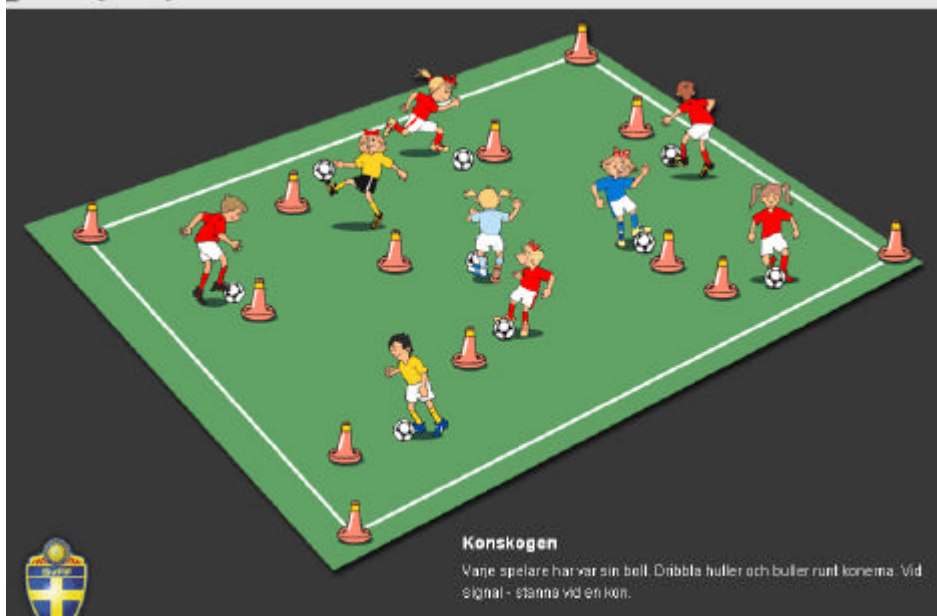 Konskogen
Varje spelare har var sin boll. Dribbla huller och buller runt konerna. Vid
signal - stanna vid en kon.